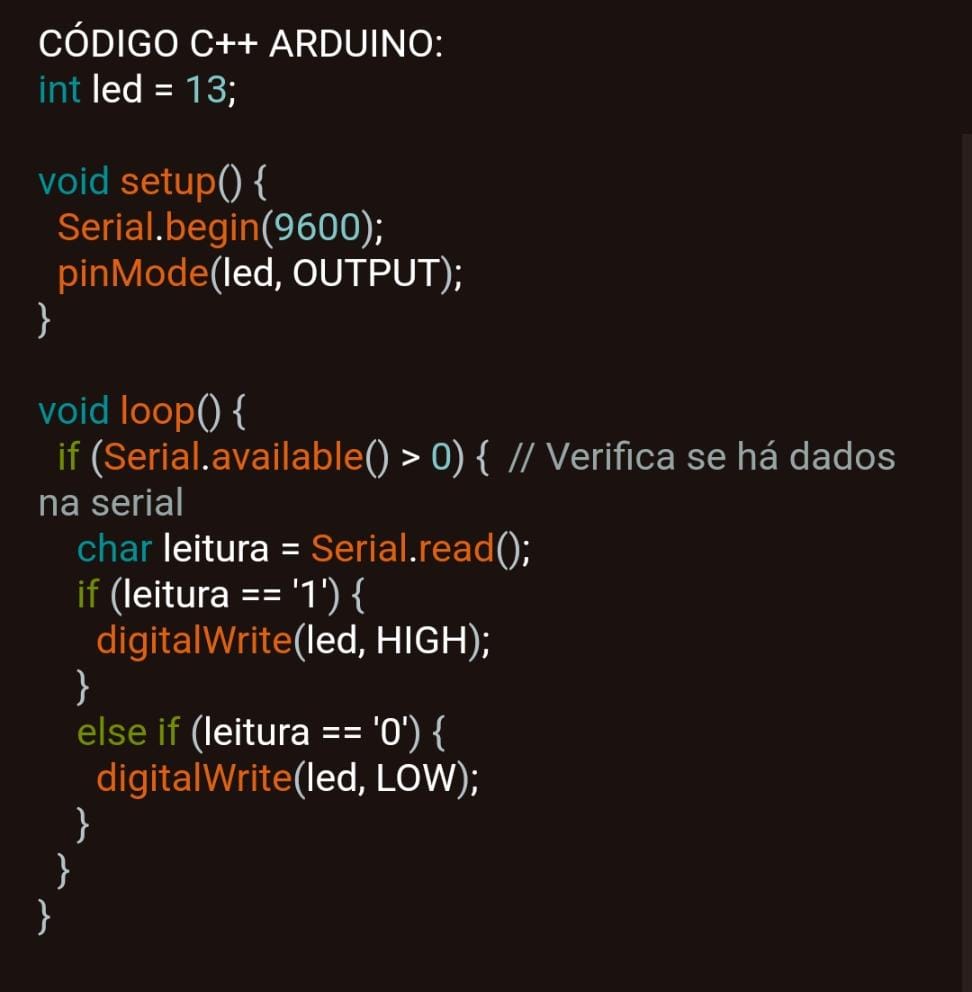 CÓDIGO C++ ARDUINO:
int led = 13;
void setup() {
Serial.begin(9600);
pinMode(led, OUTPUT);
}
void loop() {
if (Serial.available() > 0) { // Verifica se há dados
na serial
char leitura = Serial.read();
if (leitura == '1') {
digitalWrite(led, HIGH);
}
else if (leitura == '0') {
digitalWrite(led, LOW);
}
}
}